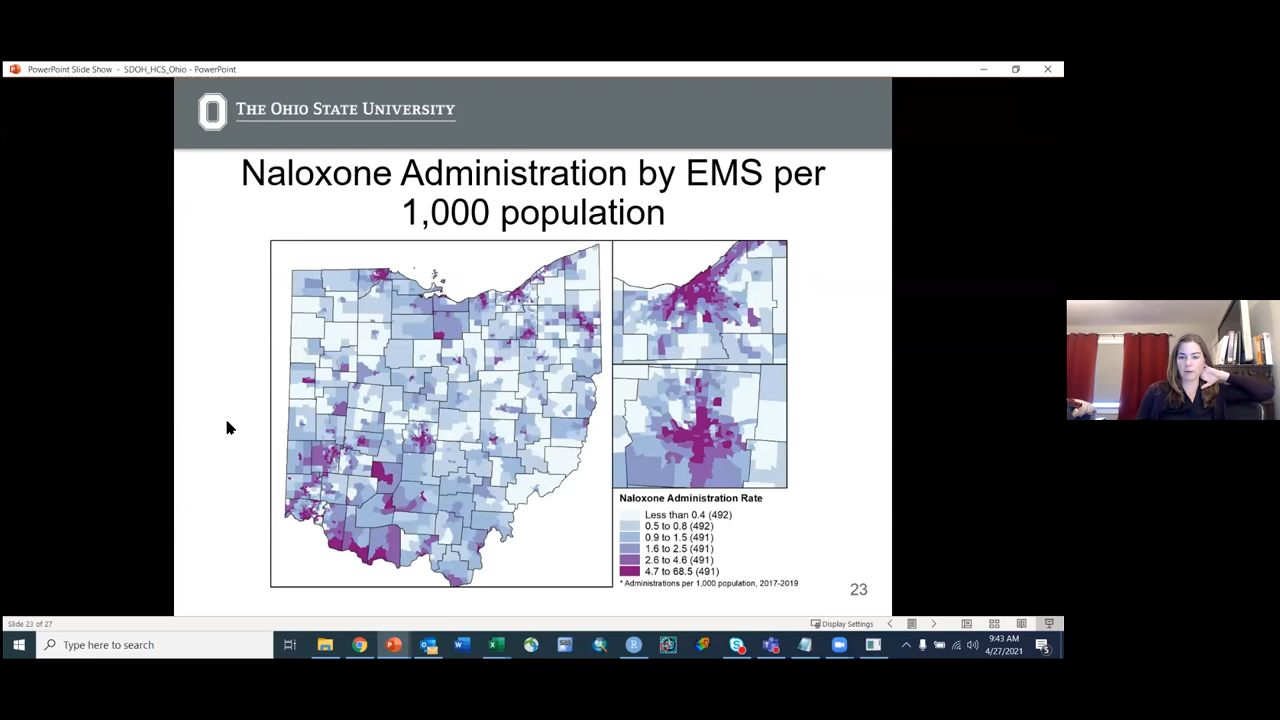 PowerPoint Slide Show - SDOH_HCS_Ohio - PowerPoint
THE OHIO STATE UNIVERSITY
Naloxone Administration by EMS per
1,000 population
Naloxone Administration Rate
Less than 0.4 (492)
0.5 to 0.8 (492)
0.9 to 1.5 (491)
1.6 to 2.5 (491)
2.6 to 4.6 (491)
4.7 to 68.5 (491)
* Administrations per 1,000 population, 2017-2019
23
Slide 23 of 27
Display Settings
Type here to search
9:43 AM
4/27/2021
5